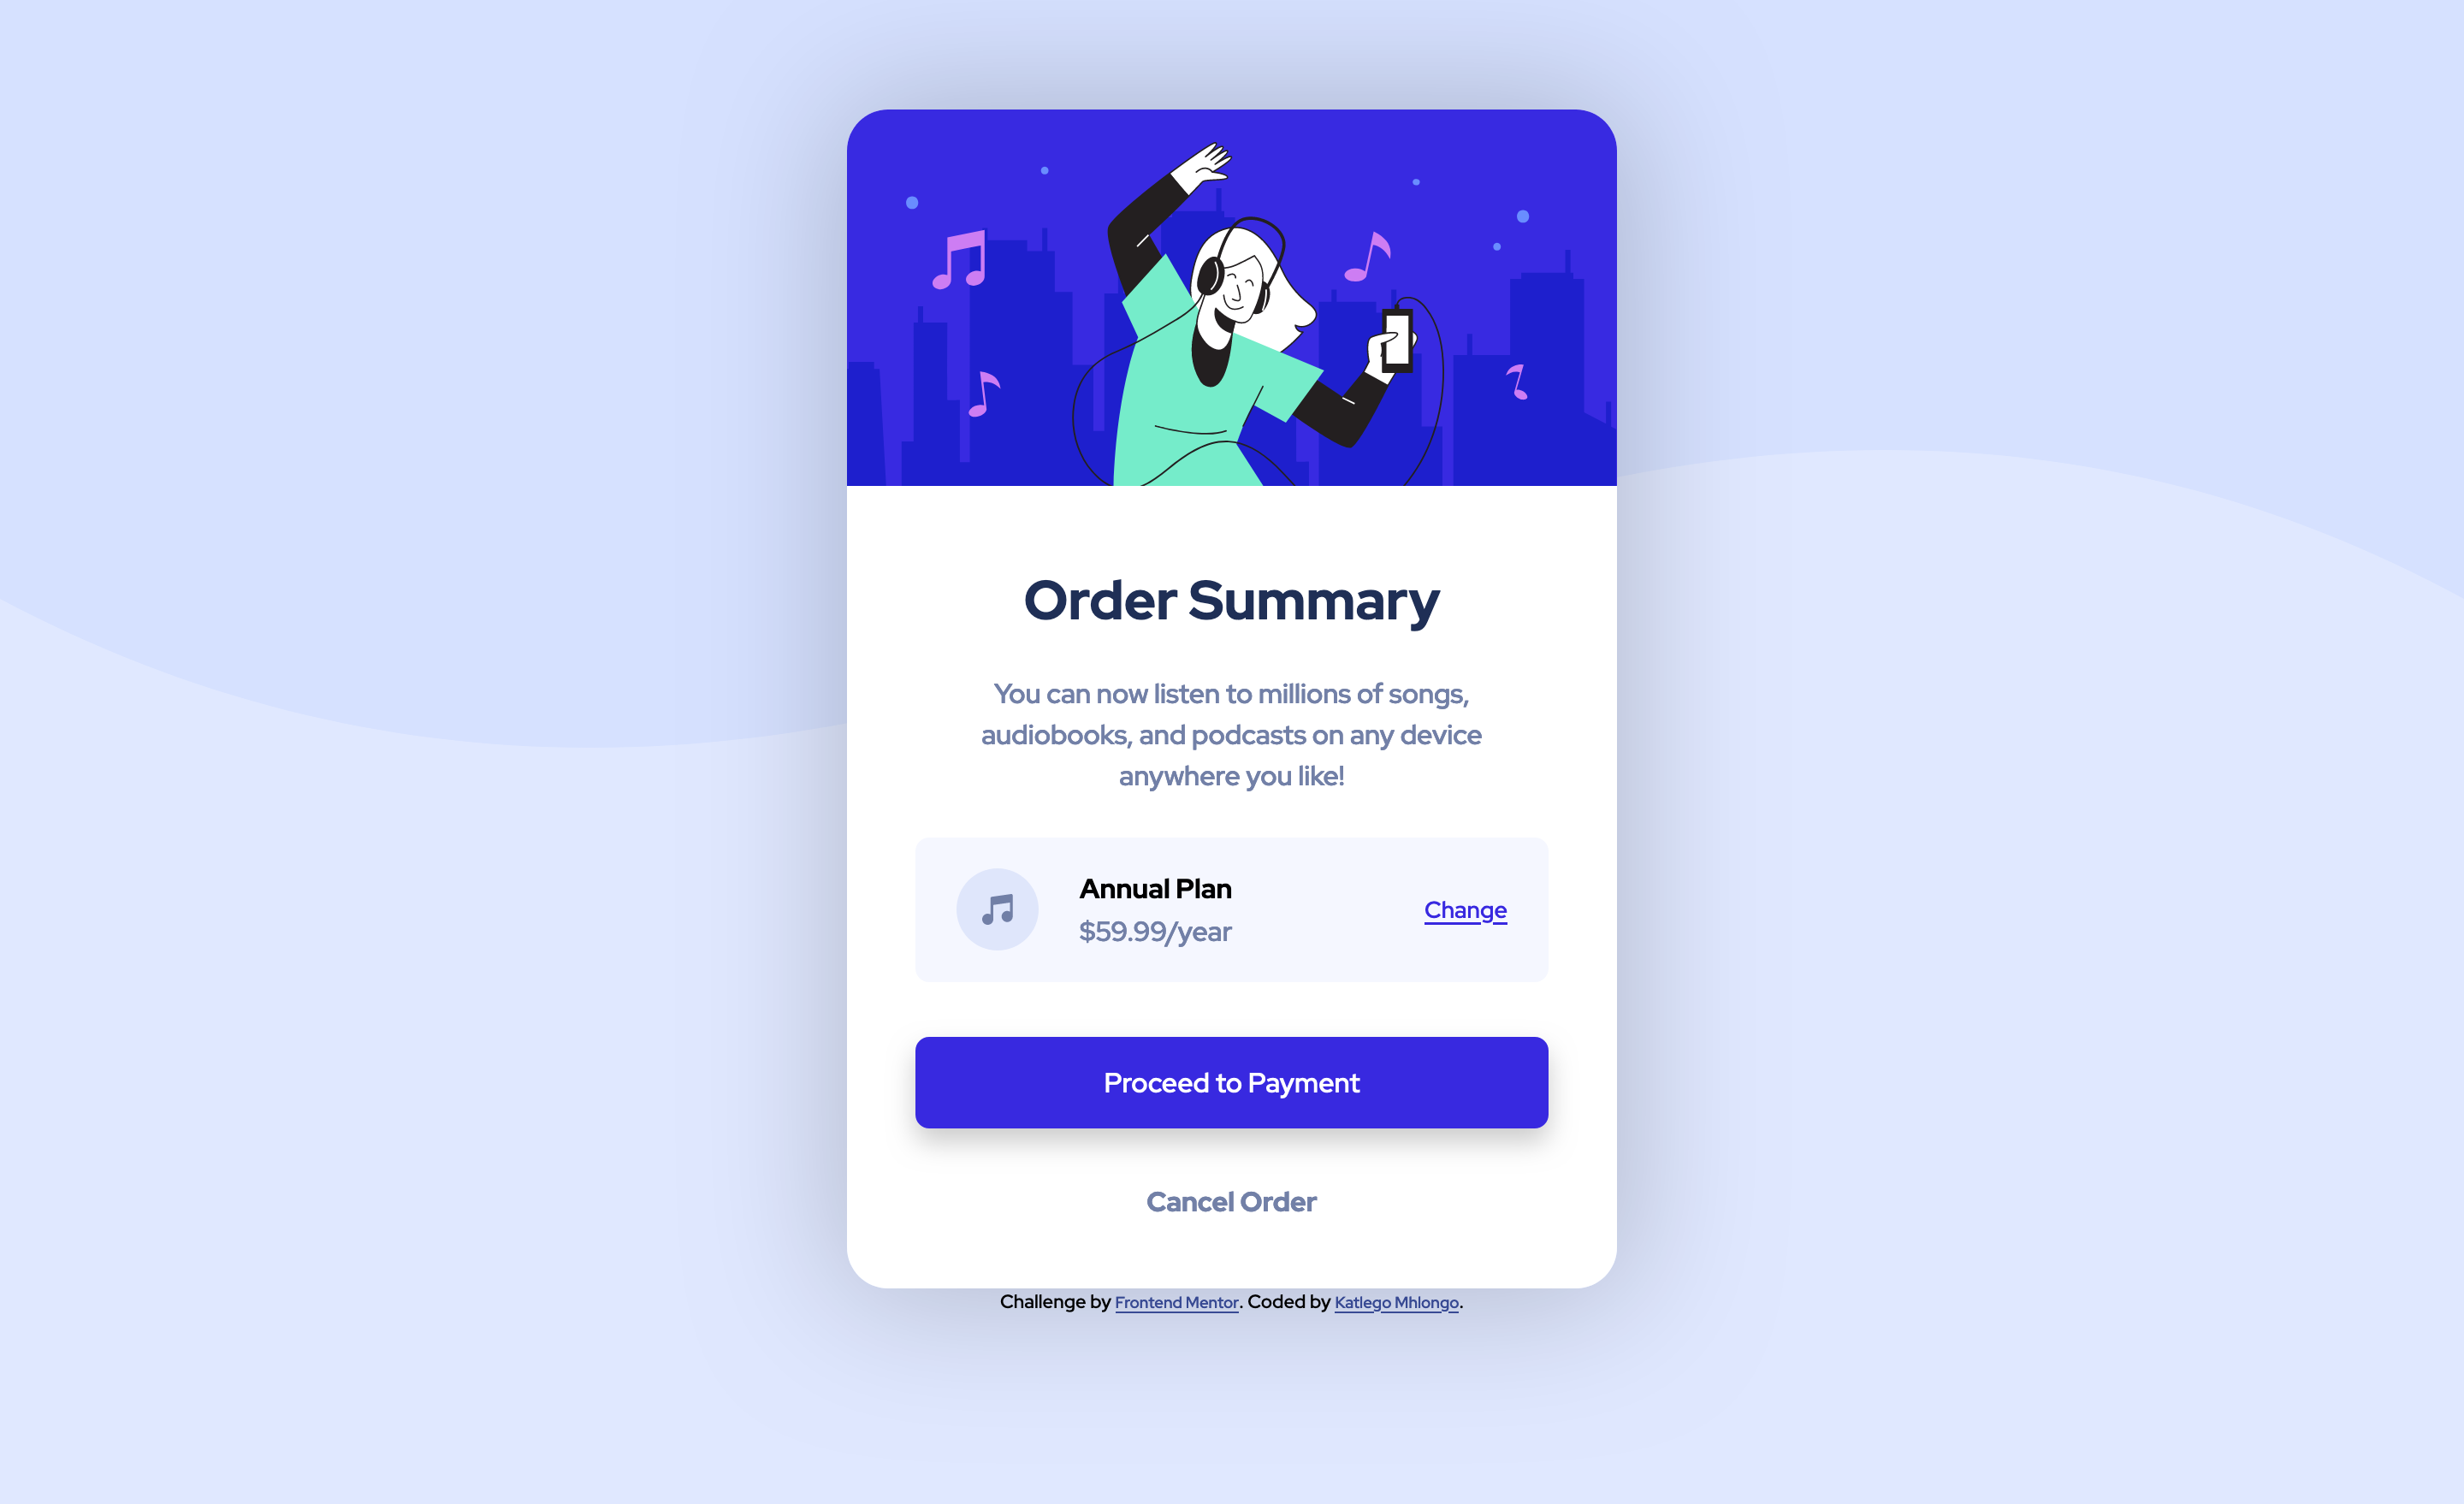 Order Summary
You can now listen to millions of songs,
audiobooks, and podcasts on any device
anywhere you like!
Annual Plan
$59.99/year
Change
Proceed to Payment
Cancel Order
Challenge by Frontend Mentor. Coded by Katlego Mhlongo.